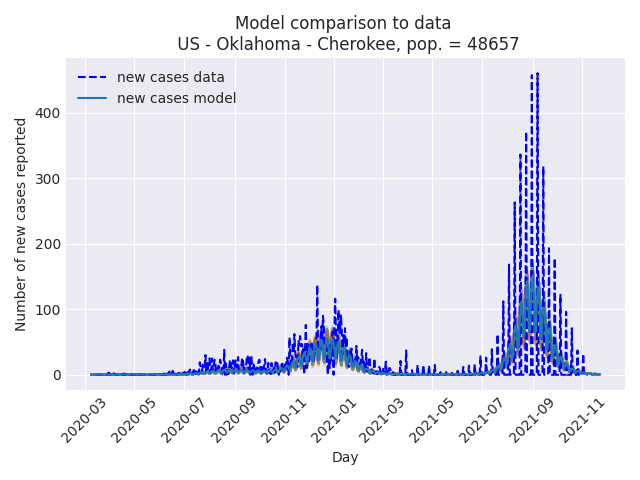 Model comparison to data
US - Oklahoma - Cherokee, pop. = 48657
new cases data
new cases model
Number of new cases reported
400
300
200
100
0
2020-03
2020-05
2020-07
2020-09
2020-11
2021-01
2021-03
2021-05
2021-07
2021-09
2021-11
Day